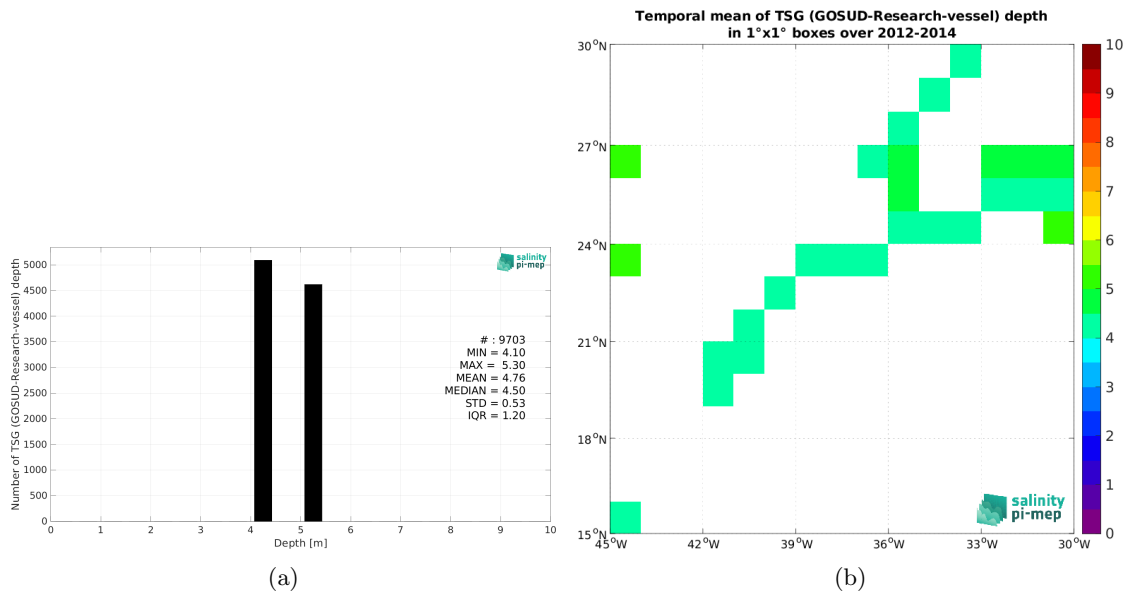 Number of TSG (GOSUD-Research-vessel) depth
5000
4500
4000
3500
3000
2500
2000
1500
1000
500
0
0 1 2 3 4 5 6 7 8 9 10
Depth [m]
salinity
pi-mep
# : 9703
MIN = 4.10
MAX = 5.30
MEAN = 4.76
MEDIAN = 4.50
STD = 0.53
IQR = 1.20
(a)
Temporal mean of TSG (GOSUD-Research-vessel) depth
in 1°x1° boxes over 2012-2014
30°N
27°N
24°N
21°N
18°N
15°N
45°W 42°W 39°W 36°W 33°W 30°W
salinity
pi-mep
10
9
8
7
6
5
4
3
2
1
0
(b)